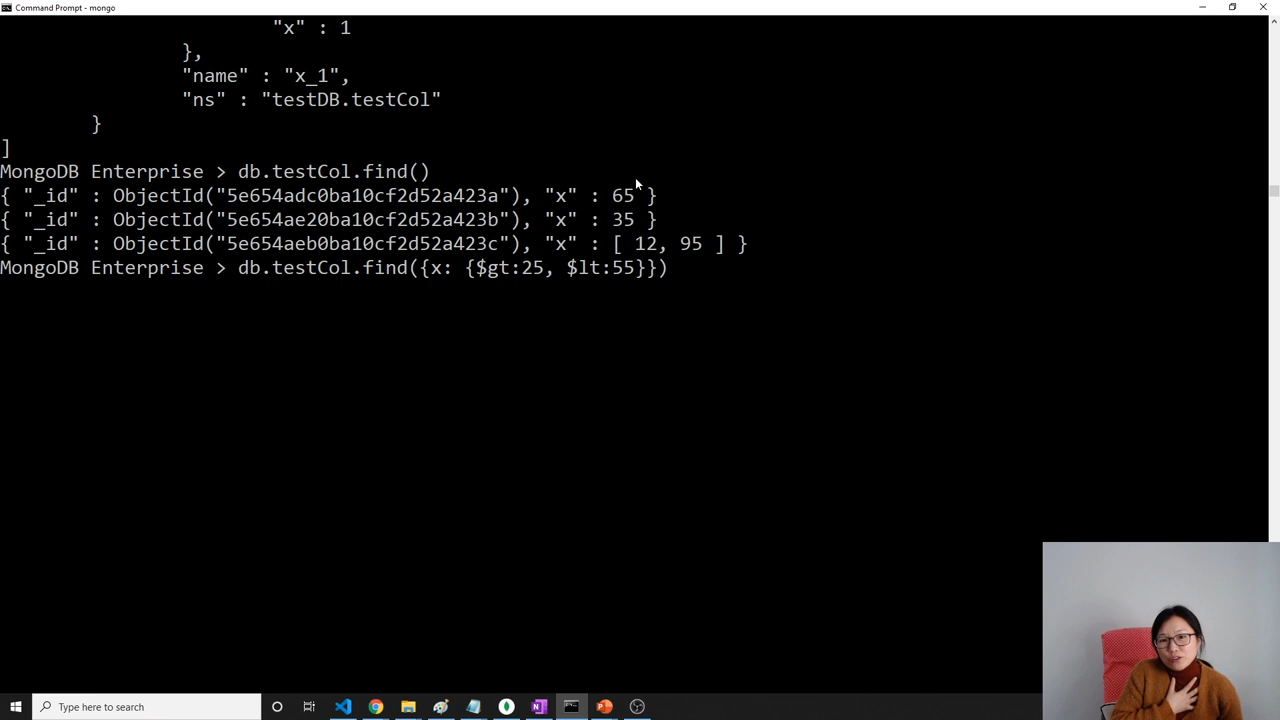 Command Prompt - mongo
"x" : 1
},
"name" : "x_1",
"ns" : "testDB.testCol"
}
]
MongoDB Enterprise > db.testCol.find()
{ "_id" : ObjectId("5e654adc0ba10cf2d52a423a"), "x" : 65 }
{ "_id" : ObjectId("5e654ae20ba10cf2d52a423b"), "x" : 35 }
{ "_id" : ObjectId("5e654aeb0ba10cf2d52a423c"), "x" : [ 12, 95 ] }
MongoDB Enterprise > db.testCol.find({x: {$gt:25, $lt:55}})
Type here to search